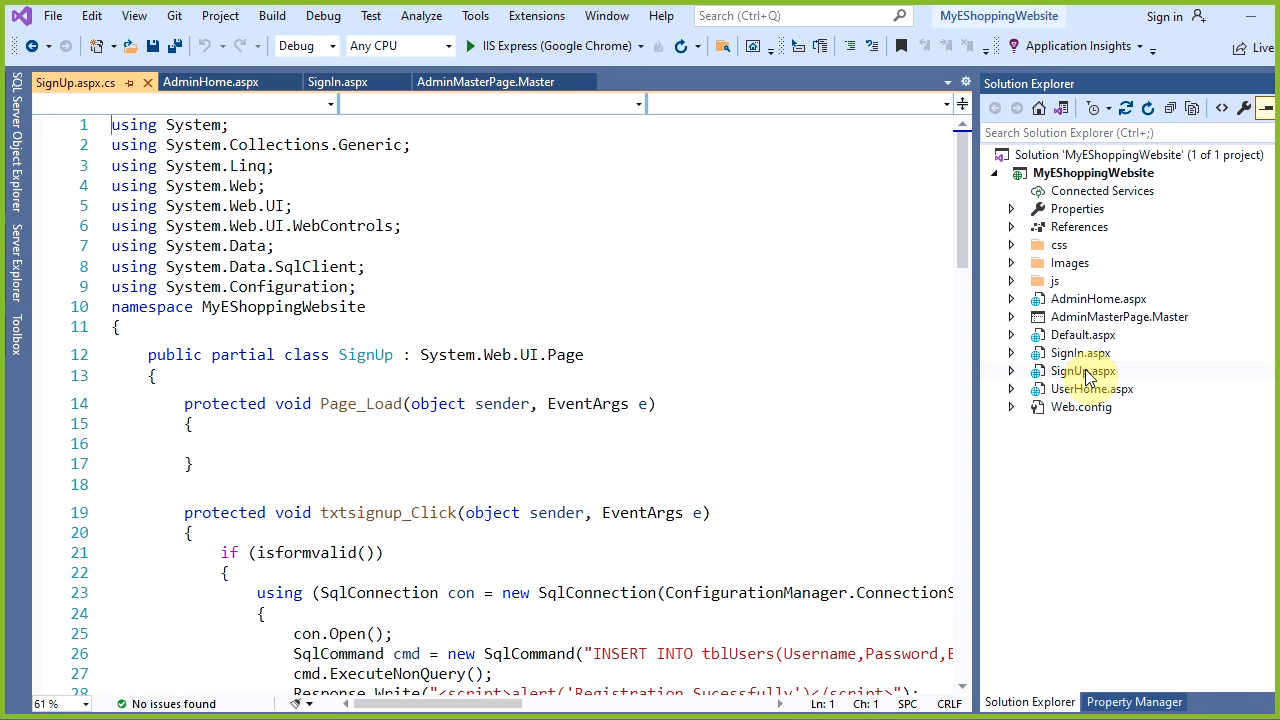 File Edit View Git Project Build Debug Test Analyze Tools Extensions Window Help Search (Ctrl+Q) MyEShoppingWebsite Sign in
Debug Any CPU IIS Express (Google Chrome) Application Insights Live
SQL Server Object Explorer
Server Explorer
Toolbox
SignUp.aspx.cs AdminHome.aspx SignIn.aspx AdminMasterPage.Master
1 using System;
2 using System.Collections.Generic;
3 using System.Linq;
4 using System.Web;
5 using System.Web.UI;
6 using System.Web.UI.WebControls;
7 using System.Data;
8 using System.Data.SqlClient;
9 using System.Configuration;
10 namespace MyEShoppingWebsite
11 {
12 public partial class SignUp : System.Web.UI.Page
13 {
14 protected void Page_Load(object sender, EventArgs e)
15 {
16
17 }
18
19 protected void txtsignup_Click(object sender, EventArgs e)
20 {
21 if (isformvalid())
22 {
23 using (SqlConnection con = new SqlConnection(ConfigurationManager.ConnectionS
24 {
25 con.Open();
26 SqlCommand cmd = new SqlCommand("INSERT INTO tblUsers(Username,Password,E
27 cmd.ExecuteNonQuery();
28 Response.Write("<script>alert('Registration Sucessfully')</script>");
61 % No issues found Ln: 1 Ch: 1 SPC CRLF
Solution Explorer
Search Solution Explorer (Ctrl+;)
Solution 'MyEShoppingWebsite' (1 of 1 project)
MyEShoppingWebsite
Connected Services
Properties
References
css
Images
js
AdminHome.aspx
AdminMasterPage.Master
Default.aspx
SignIn.aspx
SignUp.aspx
UserHome.aspx
Web.config
Solution Explorer Property Manager